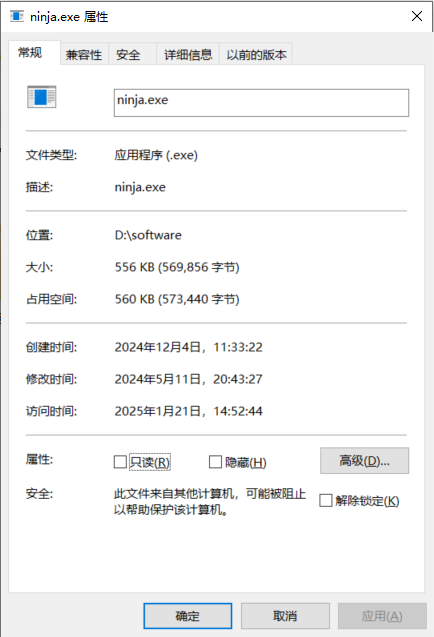 ninja.exe 属性
常规 兼容性 安全 详细信息 以前的版本
ninja.exe
文件类型: 应用程序 (.exe)
描述: ninja.exe
位置: D:\software
大小: 556 KB (569,856 字节)
占用空间: 560 KB (573,440 字节)
创建时间: 2024年12月4日，11:33:22
修改时间: 2024年5月11日，20:43:27
访问时间: 2025年1月21日，14:52:44
属性: 只读(R) 隐藏(H) 高级(D)...
安全: 此文件来自其他计算机，可能被阻止 解除锁定(K)
以帮助保护该计算机。
确定 取消 应用(A)